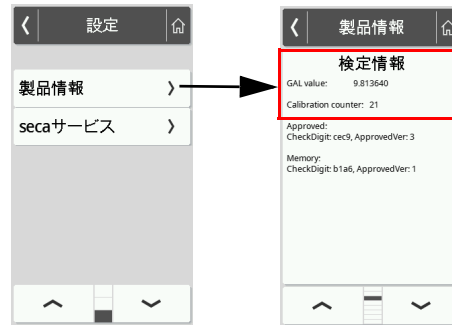 設定
製品情報
secaサービス
製品情報
検定情報
GAL value: 9.813640
Calibration counter: 21
Approved:
CheckDigit: cec9, ApprovedVer: 3
Memory:
CheckDigit: b1a6, ApprovedVer: 1